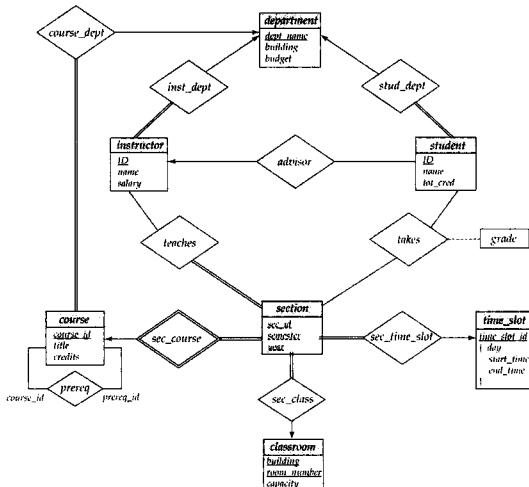 department
course_dept
dept_name
building
budget
inst_dept
stud_dept
instructor
ID
name
salary
advisor
student
ID
name
tot_cred
teaches
takes
grade
course
course_id
title
credits
sec_course
section
sec_id
semester
year
sec_time_slot
time_slot
time_slot_id
{ day
start_time
end_time
}
prereq
course_id
prereq_id
sec_class
classroom
building
room_number
capacity